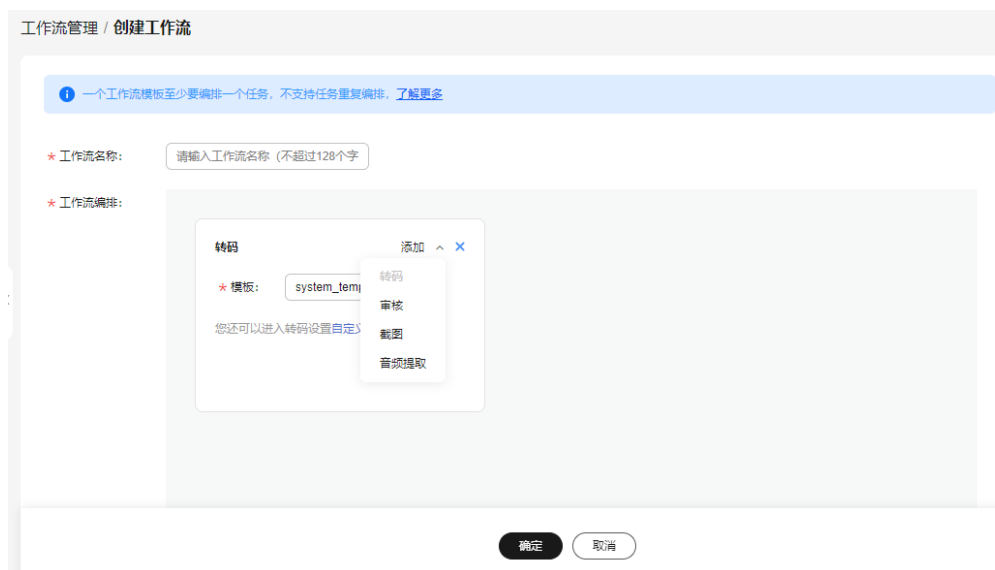 工作流管理 / 创建工作流
一个工作流模板至少要编排一个任务，不支持任务重复编排，了解更多
* 工作流名称： 请输入工作流名称（不超过128个字
* 工作流编排：
转码 添加
* 模板： system_temp
您还可以进入转码设置自定义
转码
审核
截图
音频提取
确定 取消